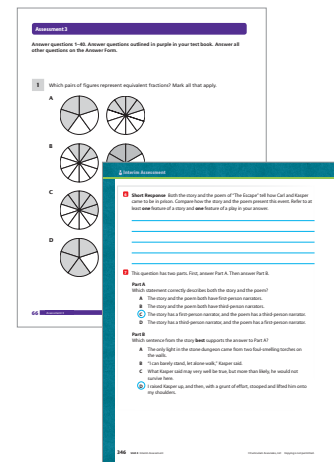 Assessment 3
Answer questions 1–40. Answer questions outlined in purple in your test book. Answer all
other questions on the Answer Form.
1 Which pairs of figures represent equivalent fractions? Mark all that apply.
A
B
C
D
66 Assessment 3
Interim Assessment
6 Short Response Both the story and the poem of "The Escape" tell how Carl and Kasper
came to be in prison. Compare how the story and the poem present this event. Refer to at
least one feature of a story and one feature of a play in your answer.
7 This question has two parts. First, answer Part A. Then answer Part B.
Part A
Which statement correctly describes both the story and the poem?
A The story and the poem both have first-person narrators.
B The story and the poem both have third-person narrators.
C The story has a first-person narrator, and the poem has a third-person narrator.
D The story has a third-person narrator, and the poem has a first-person narrator.
Part B
Which sentence from the story best supports the answer to Part A?
A The only light in the stone dungeon came from two foul-smelling torches on
the walls.
B "I can barely stand, let alone walk," Kasper said.
C What Kasper said may very well be true, but more than likely, he would not
survive here.
D I raised Kasper up, and then, with a grunt of effort, stooped and lifted him onto
my shoulders.
346